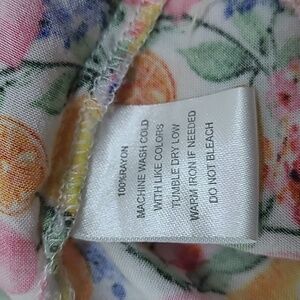 100%RAYON
MACHINE WASH COLD
WITH LIKE COLORS
TUMBLE DRY LOW
WARM IRON IF NEEDED
DO NOT BLEACH